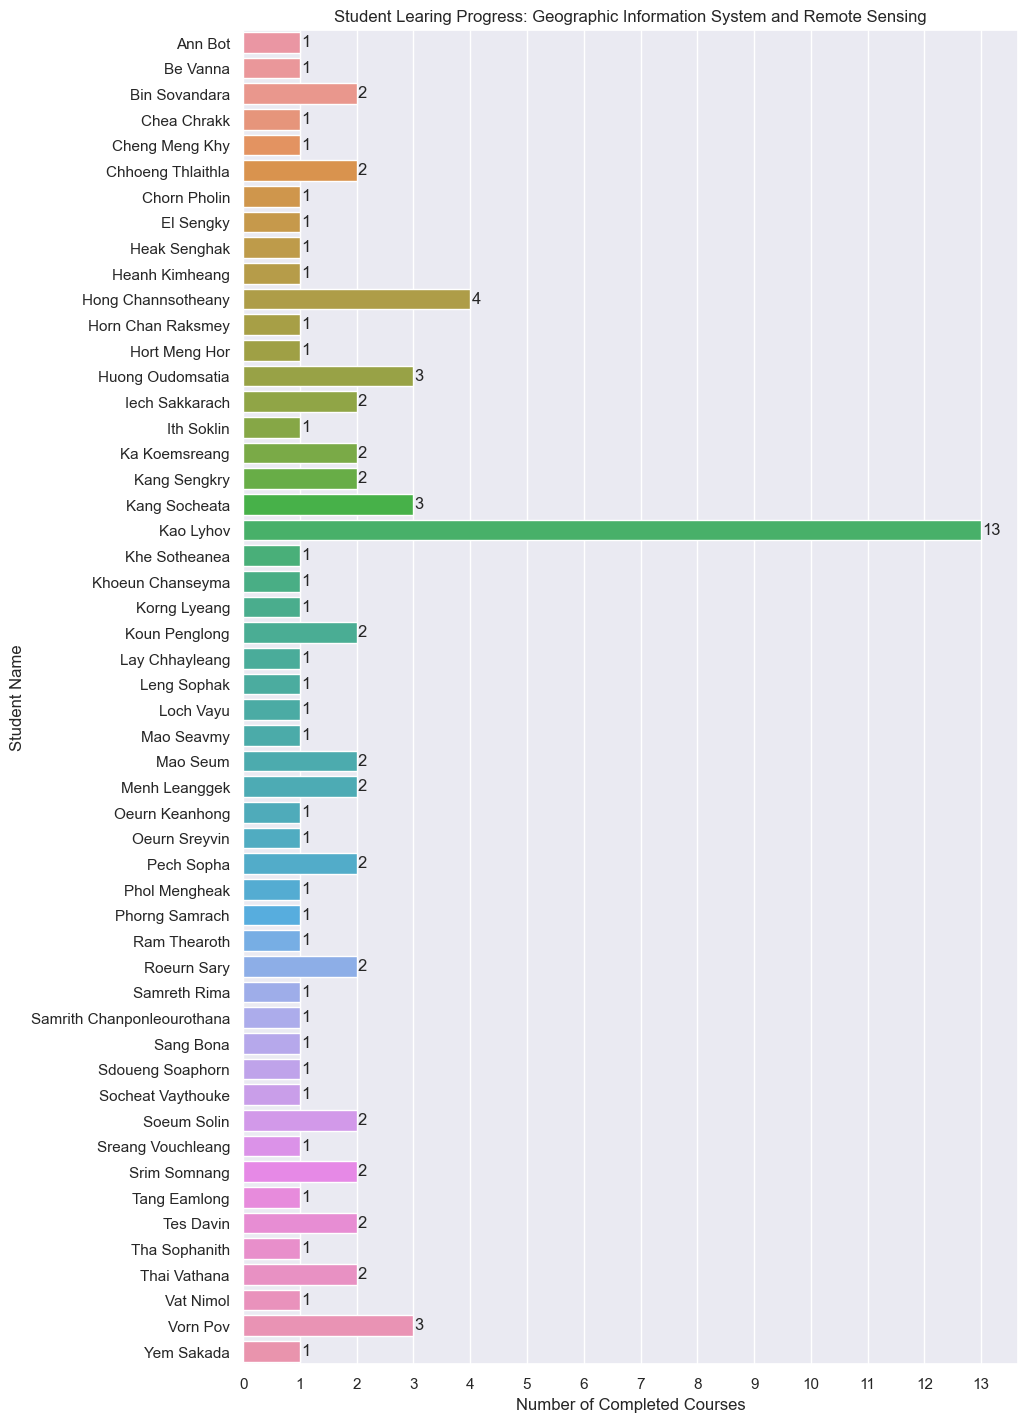 Student Learing Progress: Geographic Information System and Remote Sensing
Ann Bot 1
Be Vanna 1
Bin Sovandara 2
Chea Chrakk 1
Cheng Meng Khy 1
Chhoeng Thlaithla 2
Chorn Pholin 1
El Sengky 1
Heak Senghak 1
Heanh Kimheang 1
Hong Channsotheany 4
Horn Chan Raksmey 1
Hort Meng Hor 1
Huong Oudomsatia 3
Iech Sakkarach 2
Ith Soklin 1
Ka Koemsreang 2
Kang Sengkry 2
Kang Socheata 3
Kao Lyhov 13
Khe Sotheanea 1
Khoeun Chanseyma 1
Korng Lyeang 1
Koun Penglong 2
Lay Chhayleang 1
Leng Sophak 1
Loch Vayu 1
Mao Seavmy 1
Mao Seum 2
Menh Leanggek 2
Oeurn Keanhong 1
Oeurn Sreyvin 1
Pech Sopha 2
Phol Mengheak 1
Phorng Samrach 1
Ram Thearoth 1
Roeurn Sary 2
Samreth Rima 1
Samrith Chanponleourothana 1
Sang Bona 1
Sdoueng Soaphorn 1
Socheat Vaythouke 1
Soeum Solin 2
Sreang Vouchleang 1
Srim Somnang 2
Tang Eamlong 1
Tes Davin 2
Tha Sophanith 1
Thai Vathana 2
Vat Nimol 1
Vorn Pov 3
Yem Sakada 1
Student Name
0 1 2 3 4 5 6 7 8 9 10 11 12 13
Number of Completed Courses